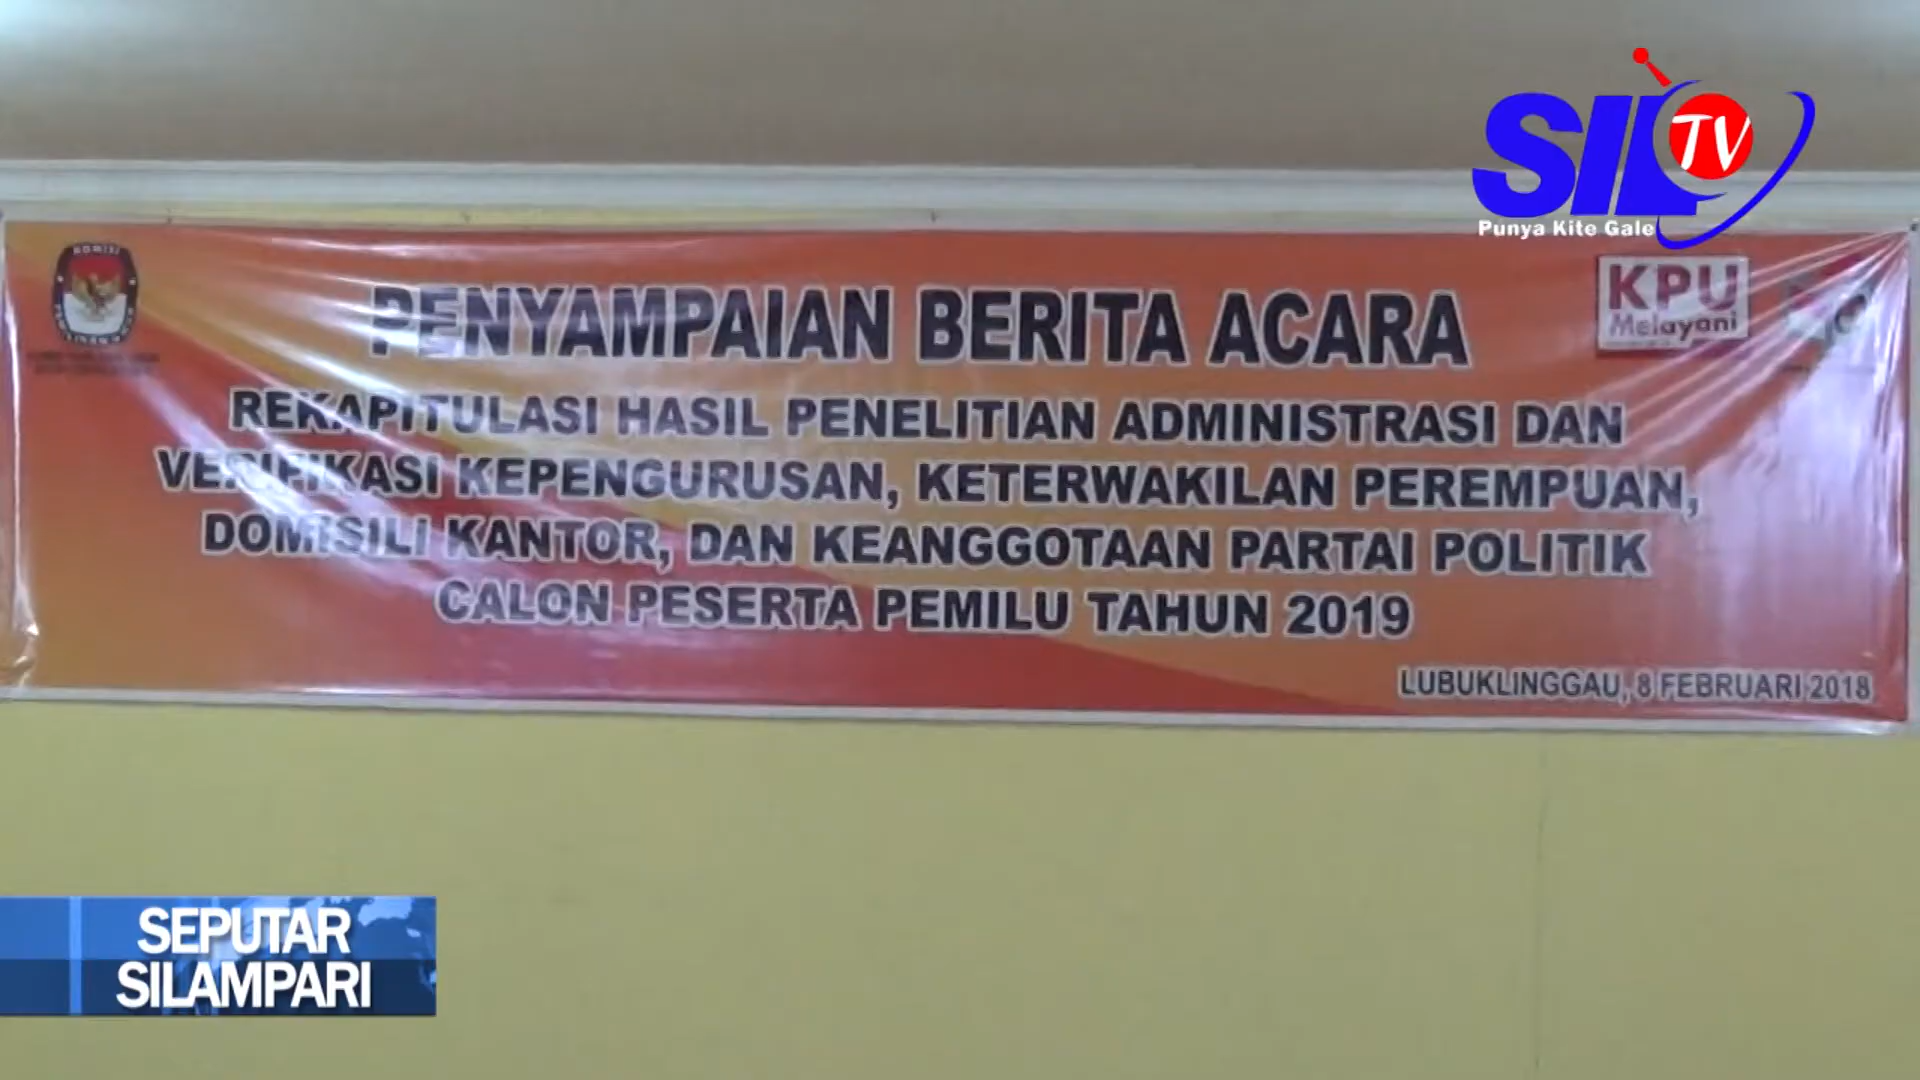 SIL TV
Punya Kite Gale
KOMISI
KPU
Melayani
PENYAMPAIAN BERITA ACARA
REKAPITULASI HASIL PENELITIAN ADMINISTRASI DAN
VERIFIKASI KEPENGURUSAN, KETERWAKILAN PEREMPUAN,
DOMISILI KANTOR, DAN KEANGGOTAAN PARTAI POLITIK
CALON PESERTA PEMILU TAHUN 2019
LUBUKLINGGAU, 8 FEBRUARI 2018
SEPUTAR
SILAMPARI